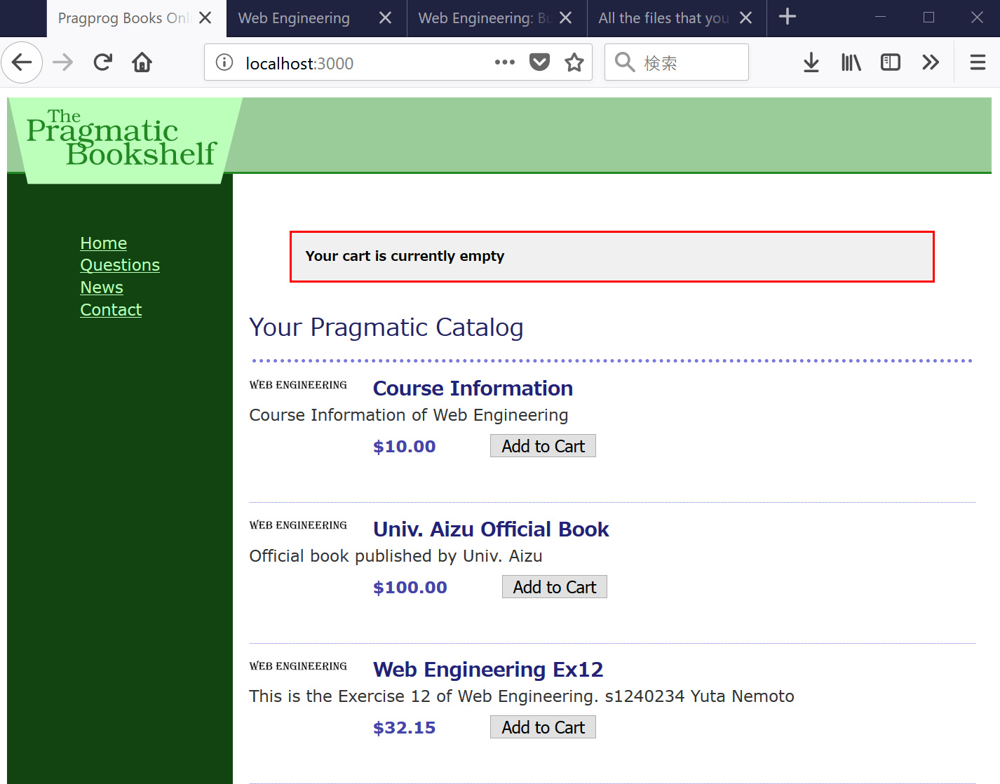 Pragprog Books Onl
Web Engineering
Web Engineering: Bu
All the files that you
localhost:3000
検索
The
Pragmatic
Bookshelf
Home
Questions
News
Contact
Your cart is currently empty
Your Pragmatic Catalog
WEB ENGINEERING
Course Information
Course Information of Web Engineering
$10.00
Add to Cart
WEB ENGINEERING
Univ. Aizu Official Book
Official book published by Univ. Aizu
$100.00
Add to Cart
WEB ENGINEERING
Web Engineering Ex12
This is the Exercise 12 of Web Engineering. s1240234 Yuta Nemoto
$32.15
Add to Cart